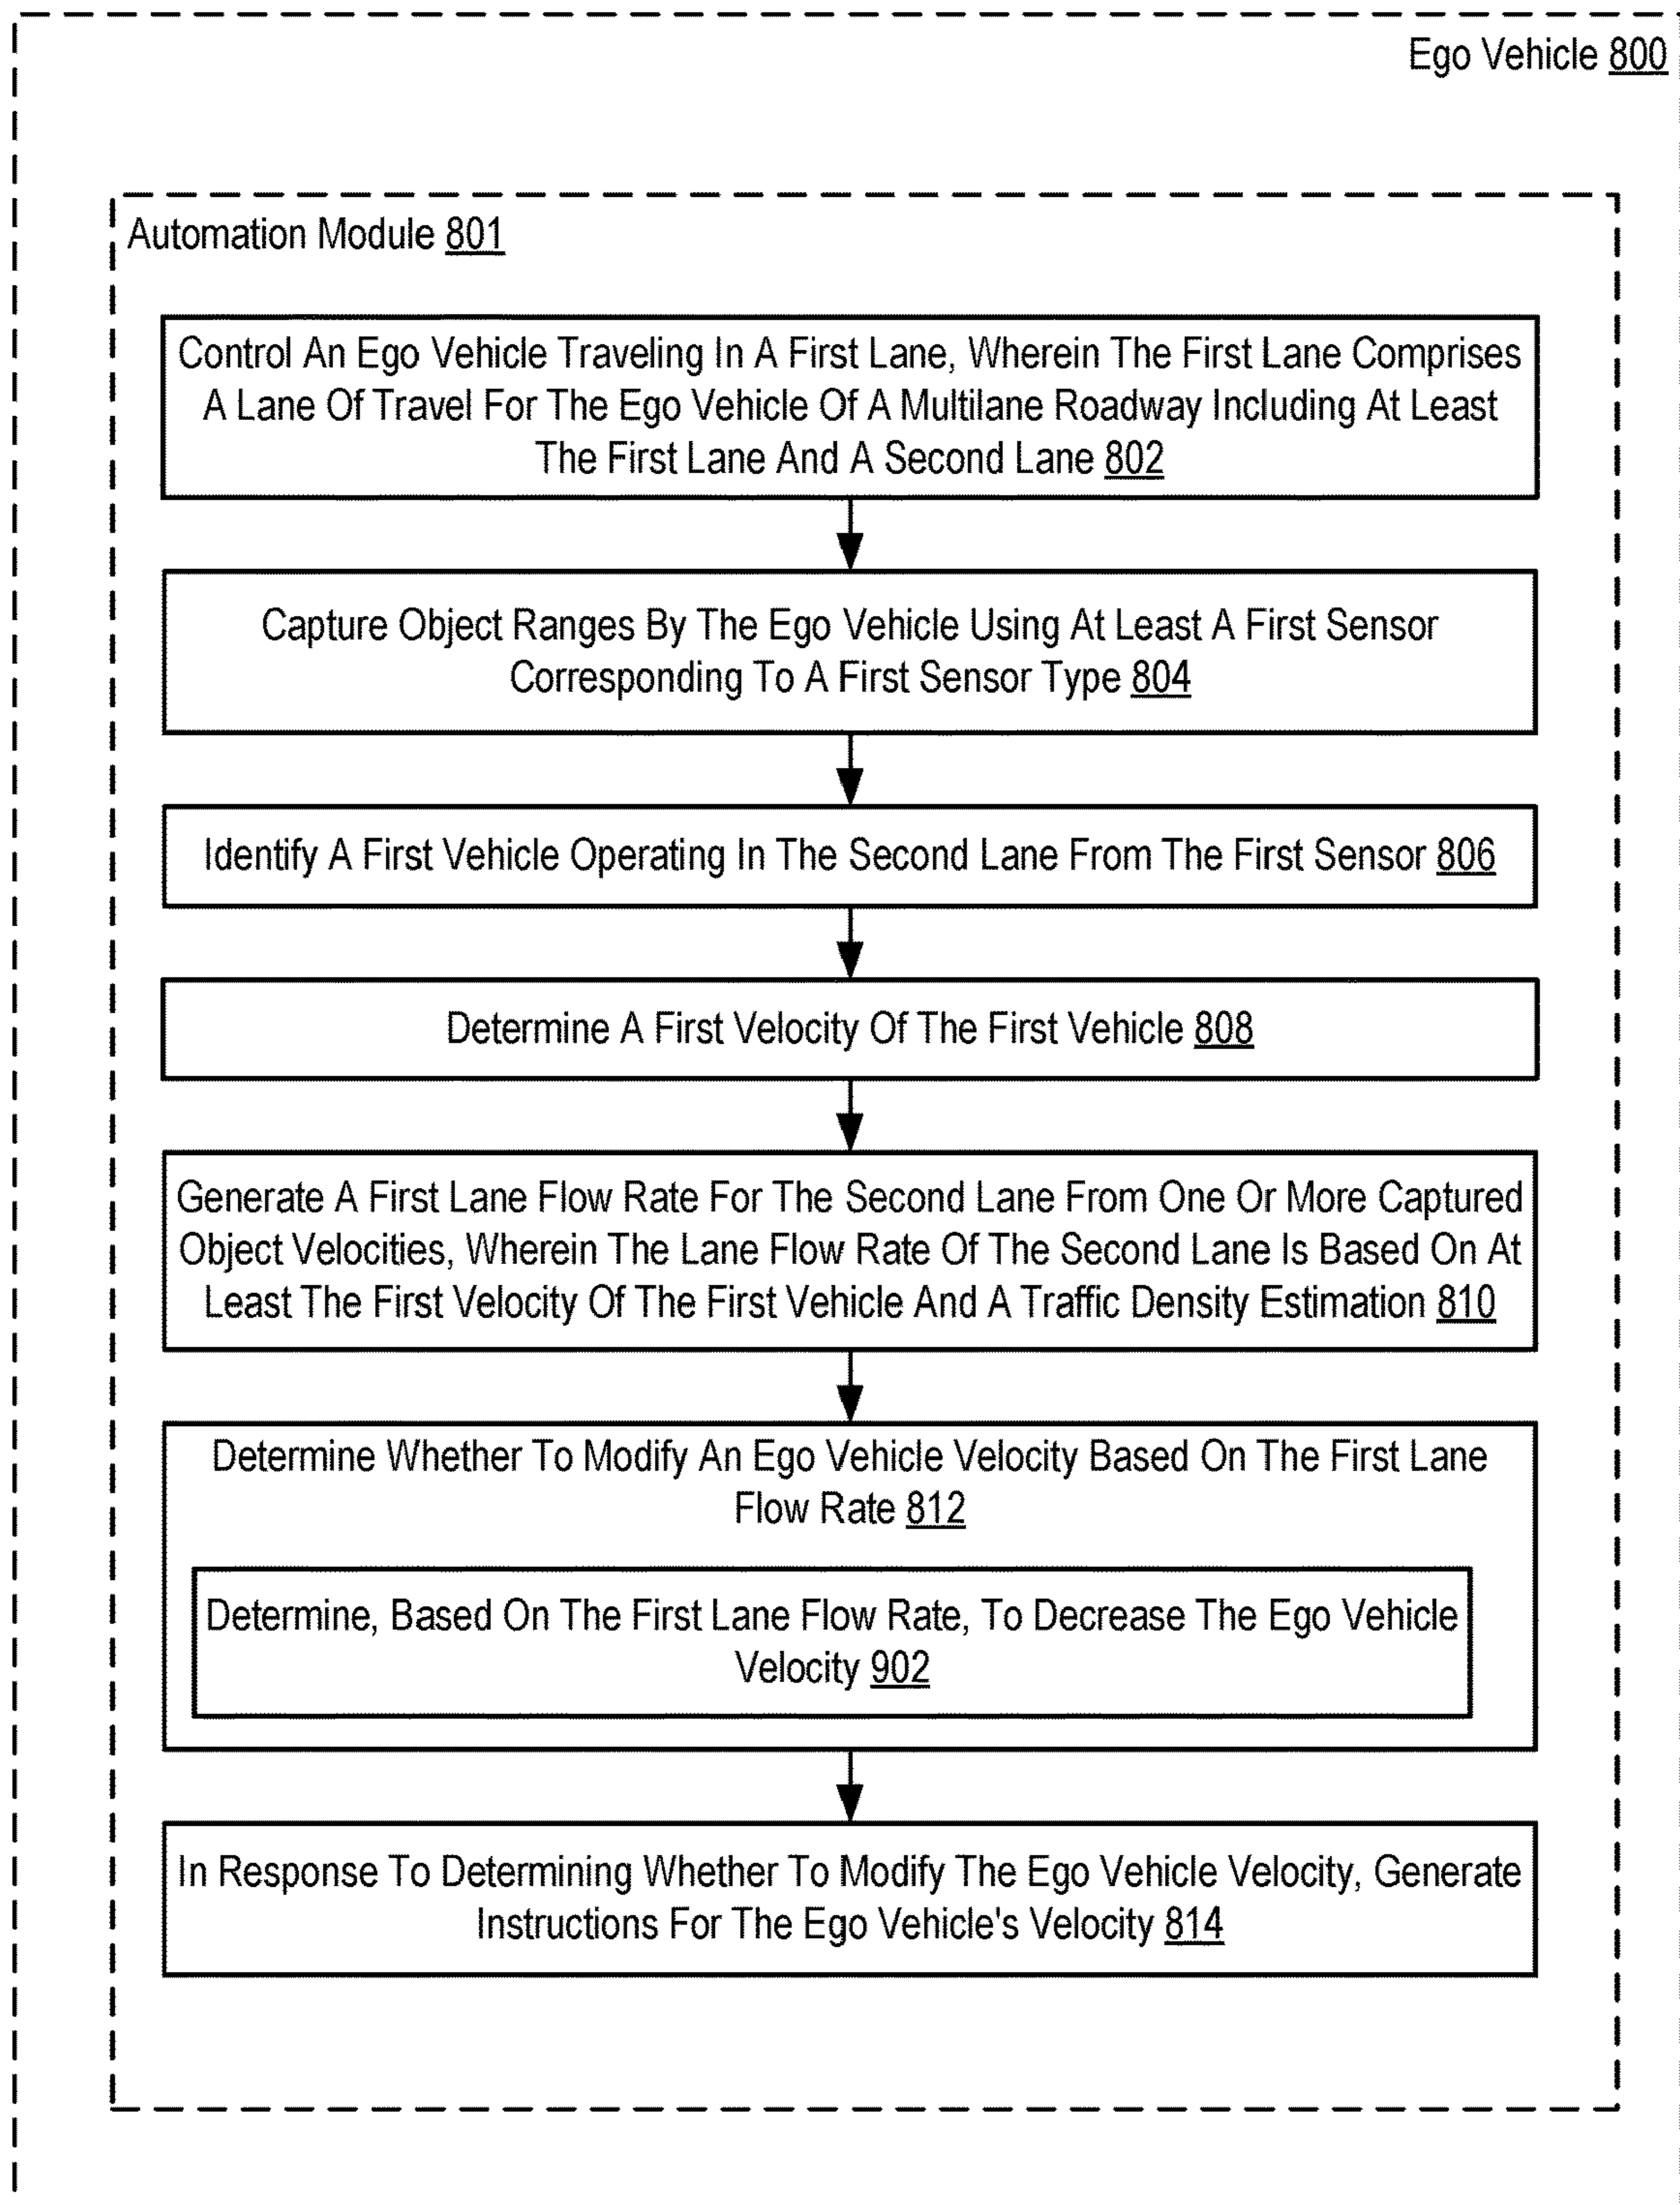 Ego Vehicle 800
Automation Module 801
Control An Ego Vehicle Traveling In A First Lane, Wherein The First Lane Comprises
A Lane Of Travel For The Ego Vehicle Of A Multilane Roadway Including At Least
The First Lane And A Second Lane 802
Capture Object Ranges By The Ego Vehicle Using At Least A First Sensor
Corresponding To A First Sensor Type 804
Identify A First Vehicle Operating In The Second Lane From The First Sensor 806
Determine A First Velocity Of The First Vehicle 808
Generate A First Lane Flow Rate For The Second Lane From One Or More Captured
Object Velocities, Wherein The Lane Flow Rate Of The Second Lane Is Based On At
Least The First Velocity Of The First Vehicle And A Traffic Density Estimation 810
Determine Whether To Modify An Ego Vehicle Velocity Based On The First Lane
Flow Rate 812
Determine, Based On The First Lane Flow Rate, To Decrease The Ego Vehicle
Velocity 902
In Response To Determining Whether To Modify The Ego Vehicle Velocity, Generate
Instructions For The Ego Vehicle's Velocity 814